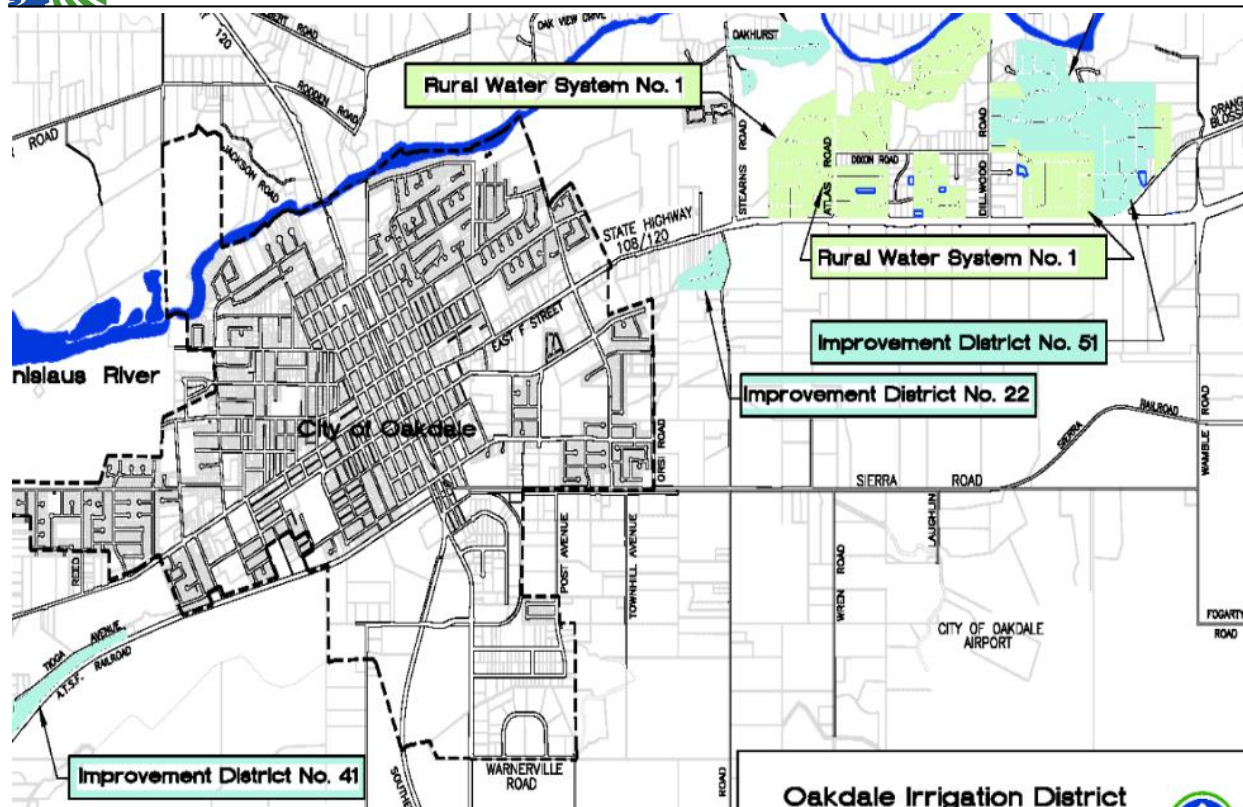 120
RODDEN ROAD
OAK VIEW DRIVE
OAKHURST
Rural Water System No. 1
ROAD
JACKSON ROAD
STEARNS ROAD
ATLAS ROAD
DIXON ROAD
DILLWOOD ROAD
ORANG
BLOSS
STATE HIGHWAY
108/120
Rural Water System No. 1
EAST F STREET
Improvement District No. 51
nislaus River
Improvement District No. 22
City of Oakdale
ORSI ROAD
SIERRA RAILROAD
WAMBLE ROAD
SIERRA ROAD
REED
POST AVENUE
TOWNHILL AVENUE
WREN ROAD
LAUGHLIN
CITY OF OAKDALE
AIRPORT
FOGARTY
ROAD
TIOGA AVENUE
A.T.S.F. RAILROAD
Improvement District No. 41
WARNERVILLE
ROAD
SOUTHE
ROAD
Oakdale Irrigation District